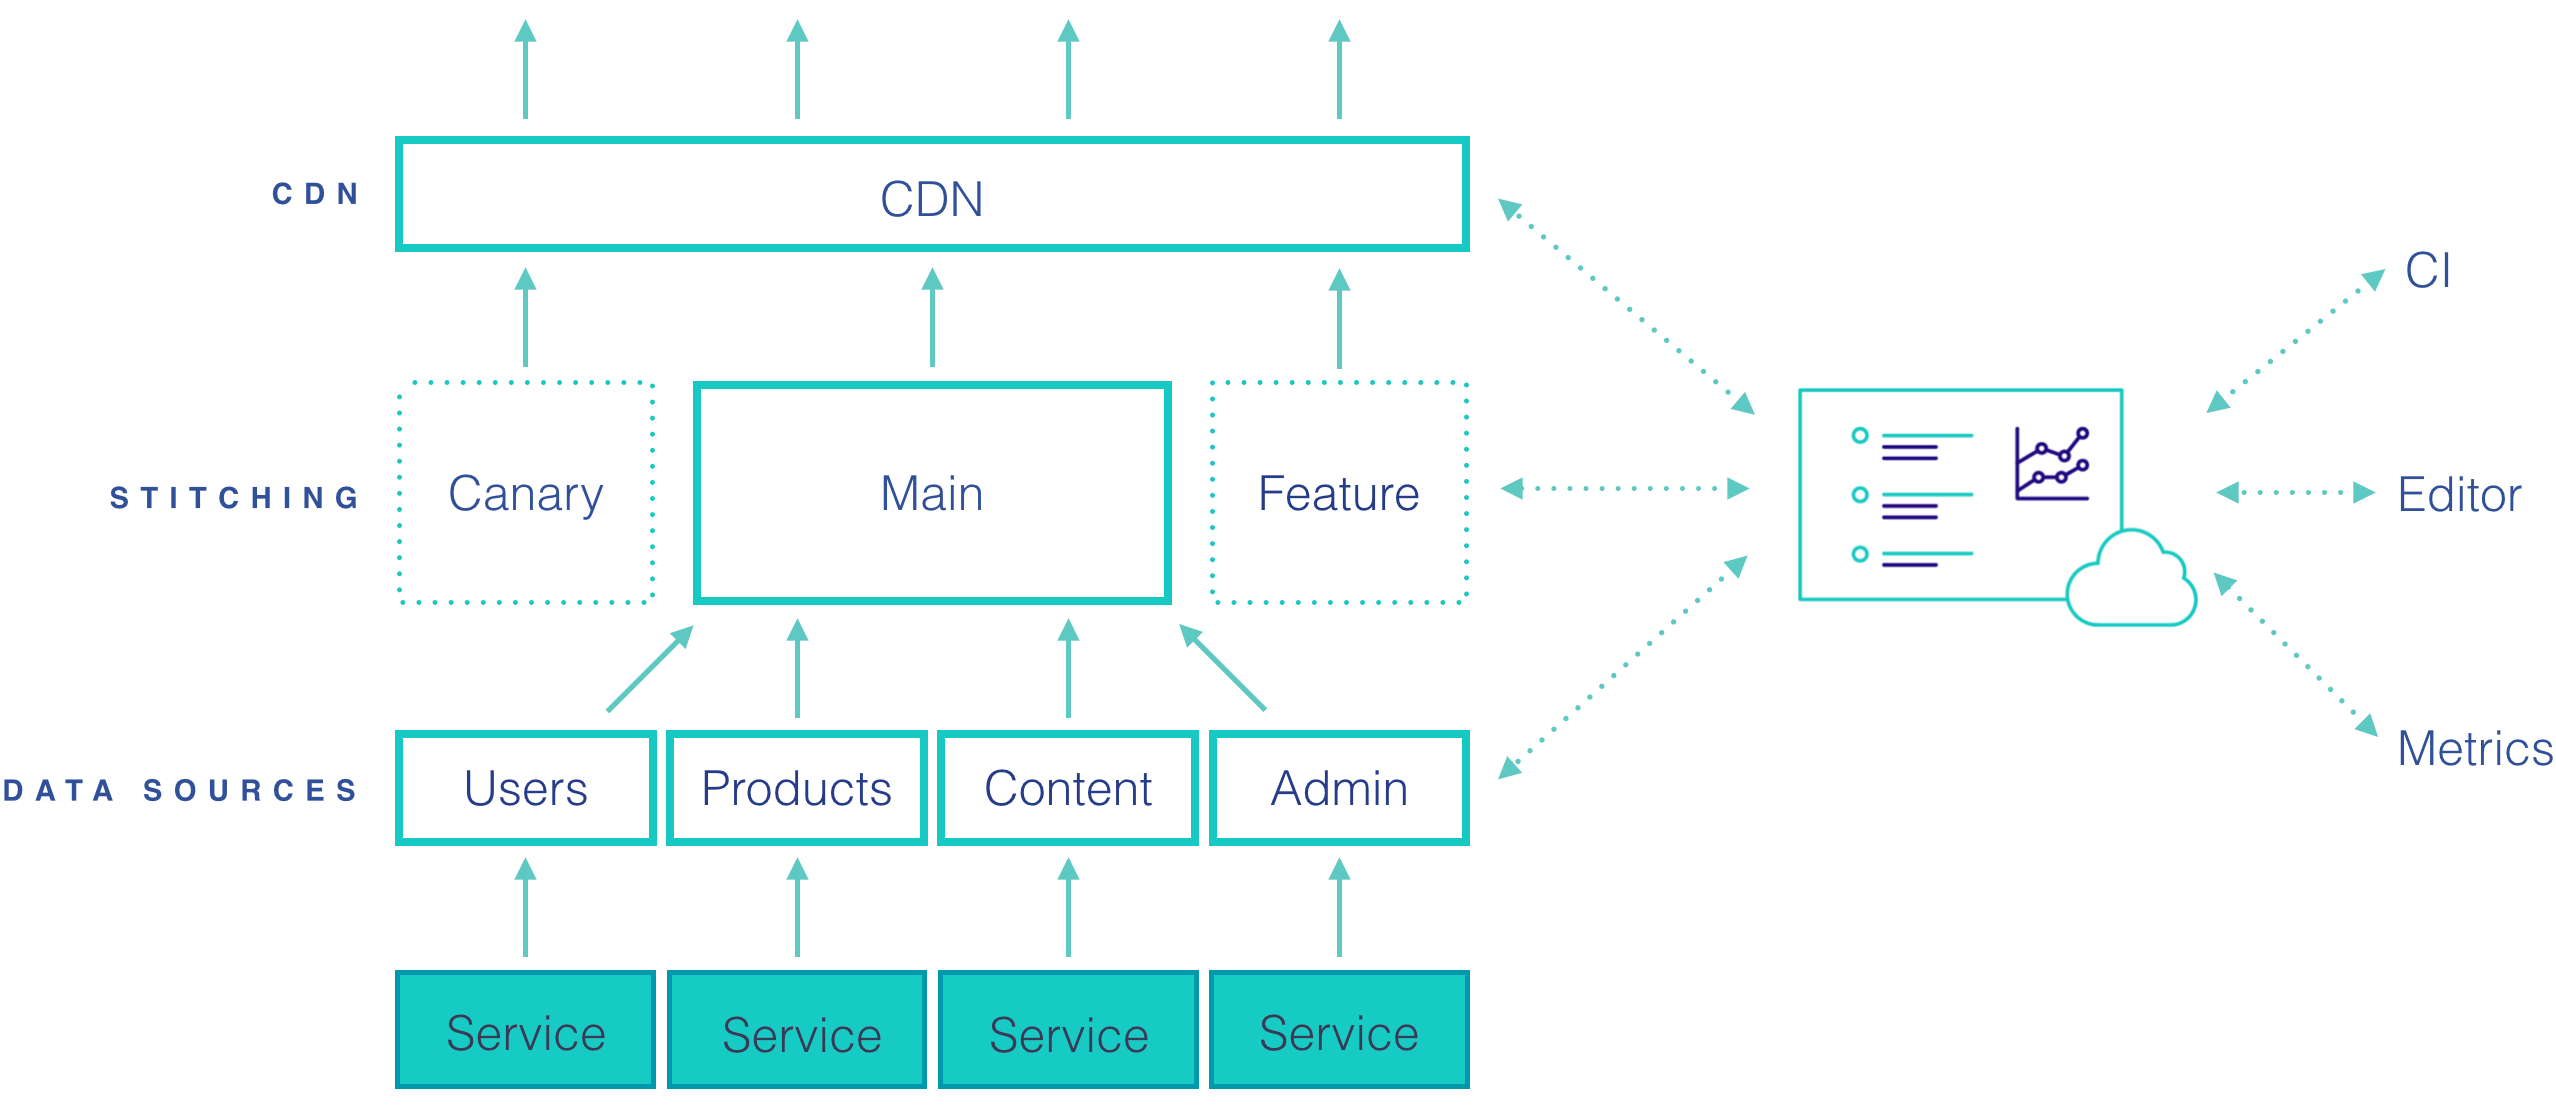 CDN
CDN
CI
STITCHING
Canary
Main
Feature
Editor
Metrics
DATA SOURCES
Users
Products
Content
Admin
Service
Service
Service
Service